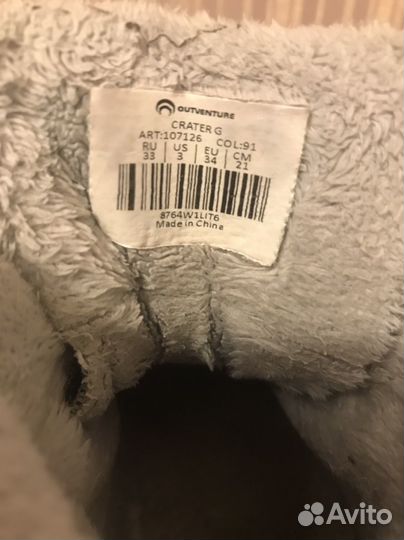 OUTVENTURE
CRATER G
ART:107126 COL:91
RU US EU CM
33 3 34 21
8764W1LIT6
Made in China
Avito